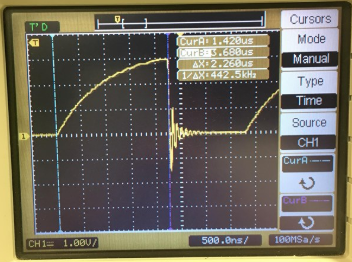 T'D
Cursors
Mode
Manual
Type
Time
Source
CH1
CurA
CurB
CurA: 1.420us
CurB: 3.680us
ΔX: 2.260us
1/ΔX: 442.5kHz
T
1
CH1= 1.00V/
500.0ns/
100MSa/s